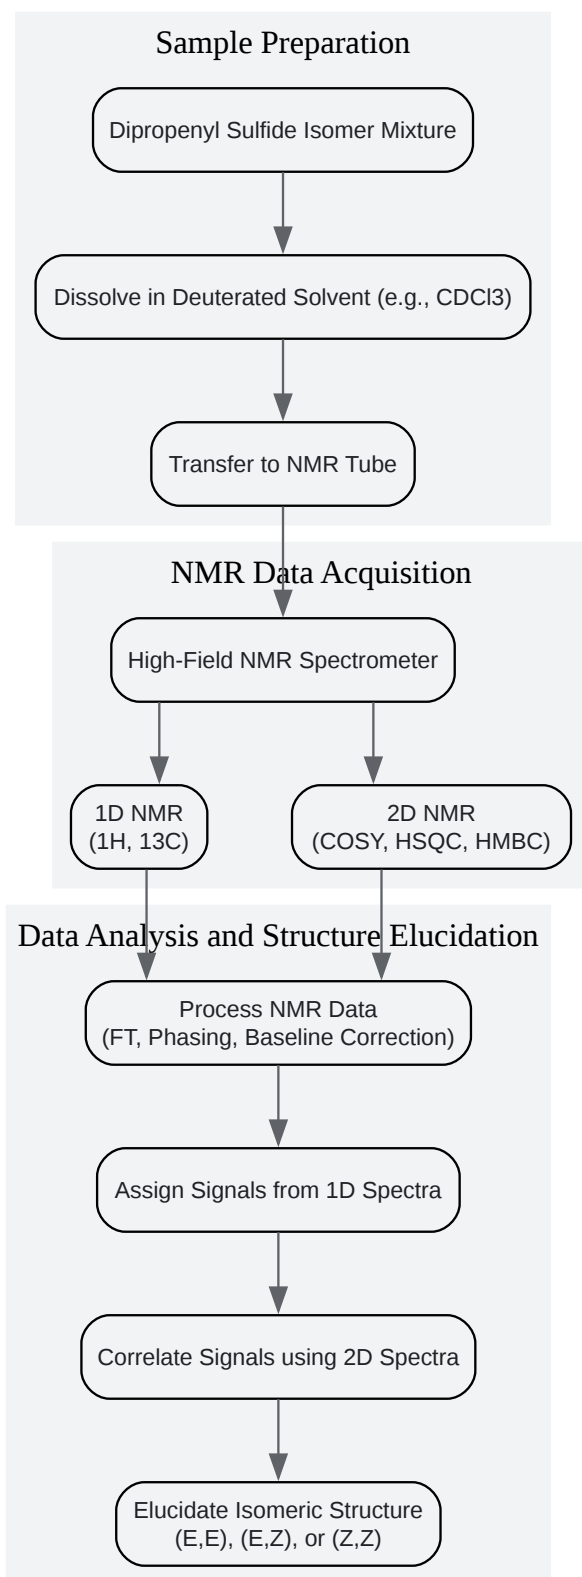 Sample Preparation
Dipropenyl Sulfide Isomer Mixture
Dissolve in Deuterated Solvent (e.g., CDCl3)
Transfer to NMR Tube
NMR Data Acquisition
High-Field NMR Spectrometer
1D NMR
(1H, 13C)
2D NMR
(COSY, HSQC, HMBC)
Data Analysis and Structure Elucidation
Process NMR Data
(FT, Phasing, Baseline Correction)
Assign Signals from 1D Spectra
Correlate Signals using 2D Spectra
Elucidate Isomeric Structure
(E,E), (E,Z), or (Z,Z)